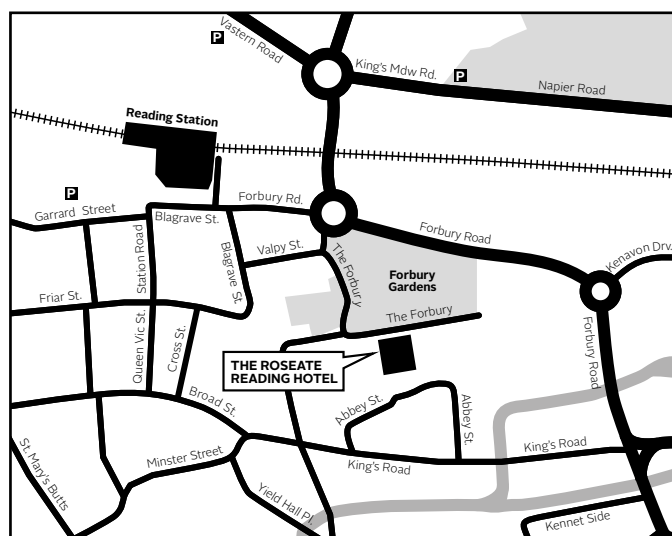 Vastern Road
P
King's Mdw Rd.
P
Napier Road
Reading Station
P
Garrard Street
Blagrave St.
Forbury Rd.
Forbury Road
Kenavon Drv.
Station Road
Blagrave St.
Valpy St.
The Forbury
Forbury
Gardens
Friar St.
The Forbury
Queen Vic St.
Cross St.
Forbury Road
THE ROSEATE
READING HOTEL
Broad St.
Abbey St.
Abbey St.
St. Mary's Butts
Minster Street
King's Road
King's Road
Yield Hall Pl.
Kennet Side